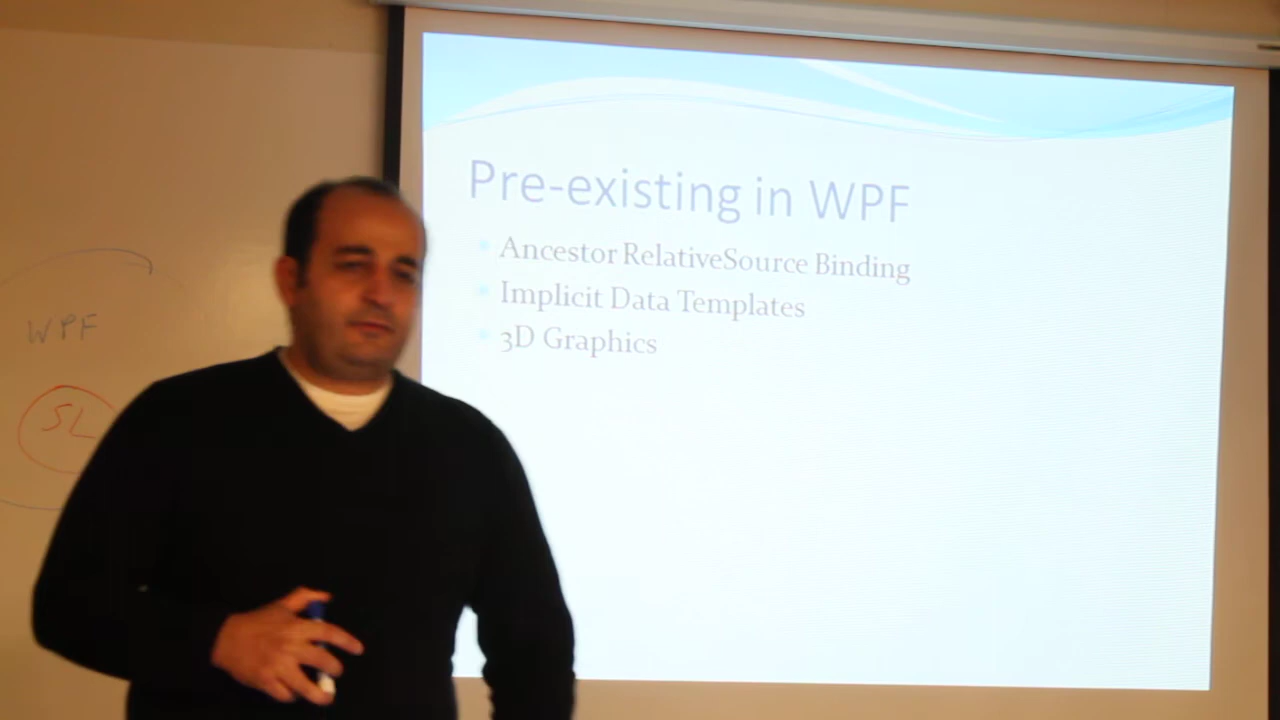 Pre-existing in WPF
Ancestor RelativeSource Binding
Implicit Data Templates
3D Graphics
WPF
SL